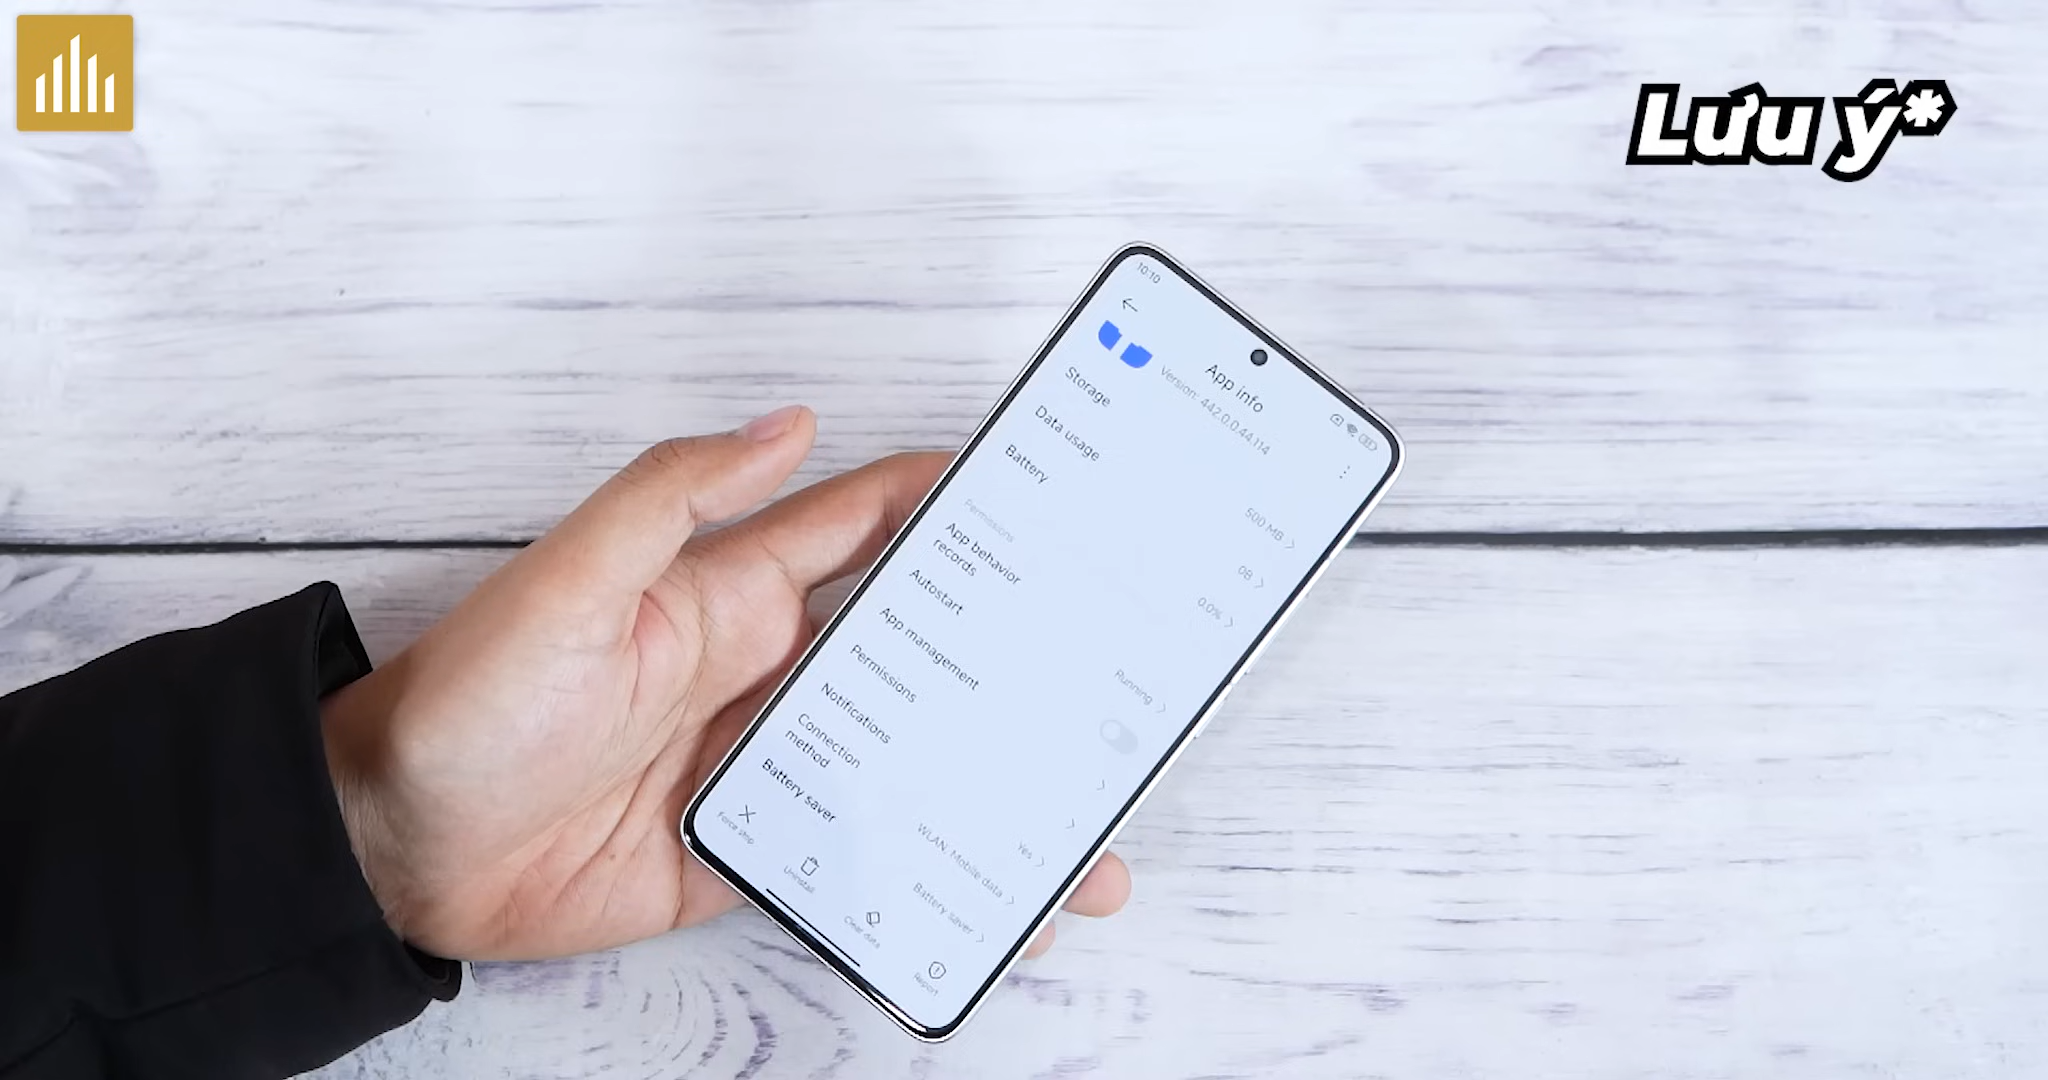 Lưu ý*
10:10
App info
Version: 442.0.0.44.114
Storage
500 MB
Data usage
0B
Battery
0.0%
Permissions
App behavior
records
Running
Autostart
App management
Permissions
Notifications
Yes
Connection
method
WLAN, Mobile data
Battery saver
Battery saver
Force stop
Uninstall
Clear data
Report